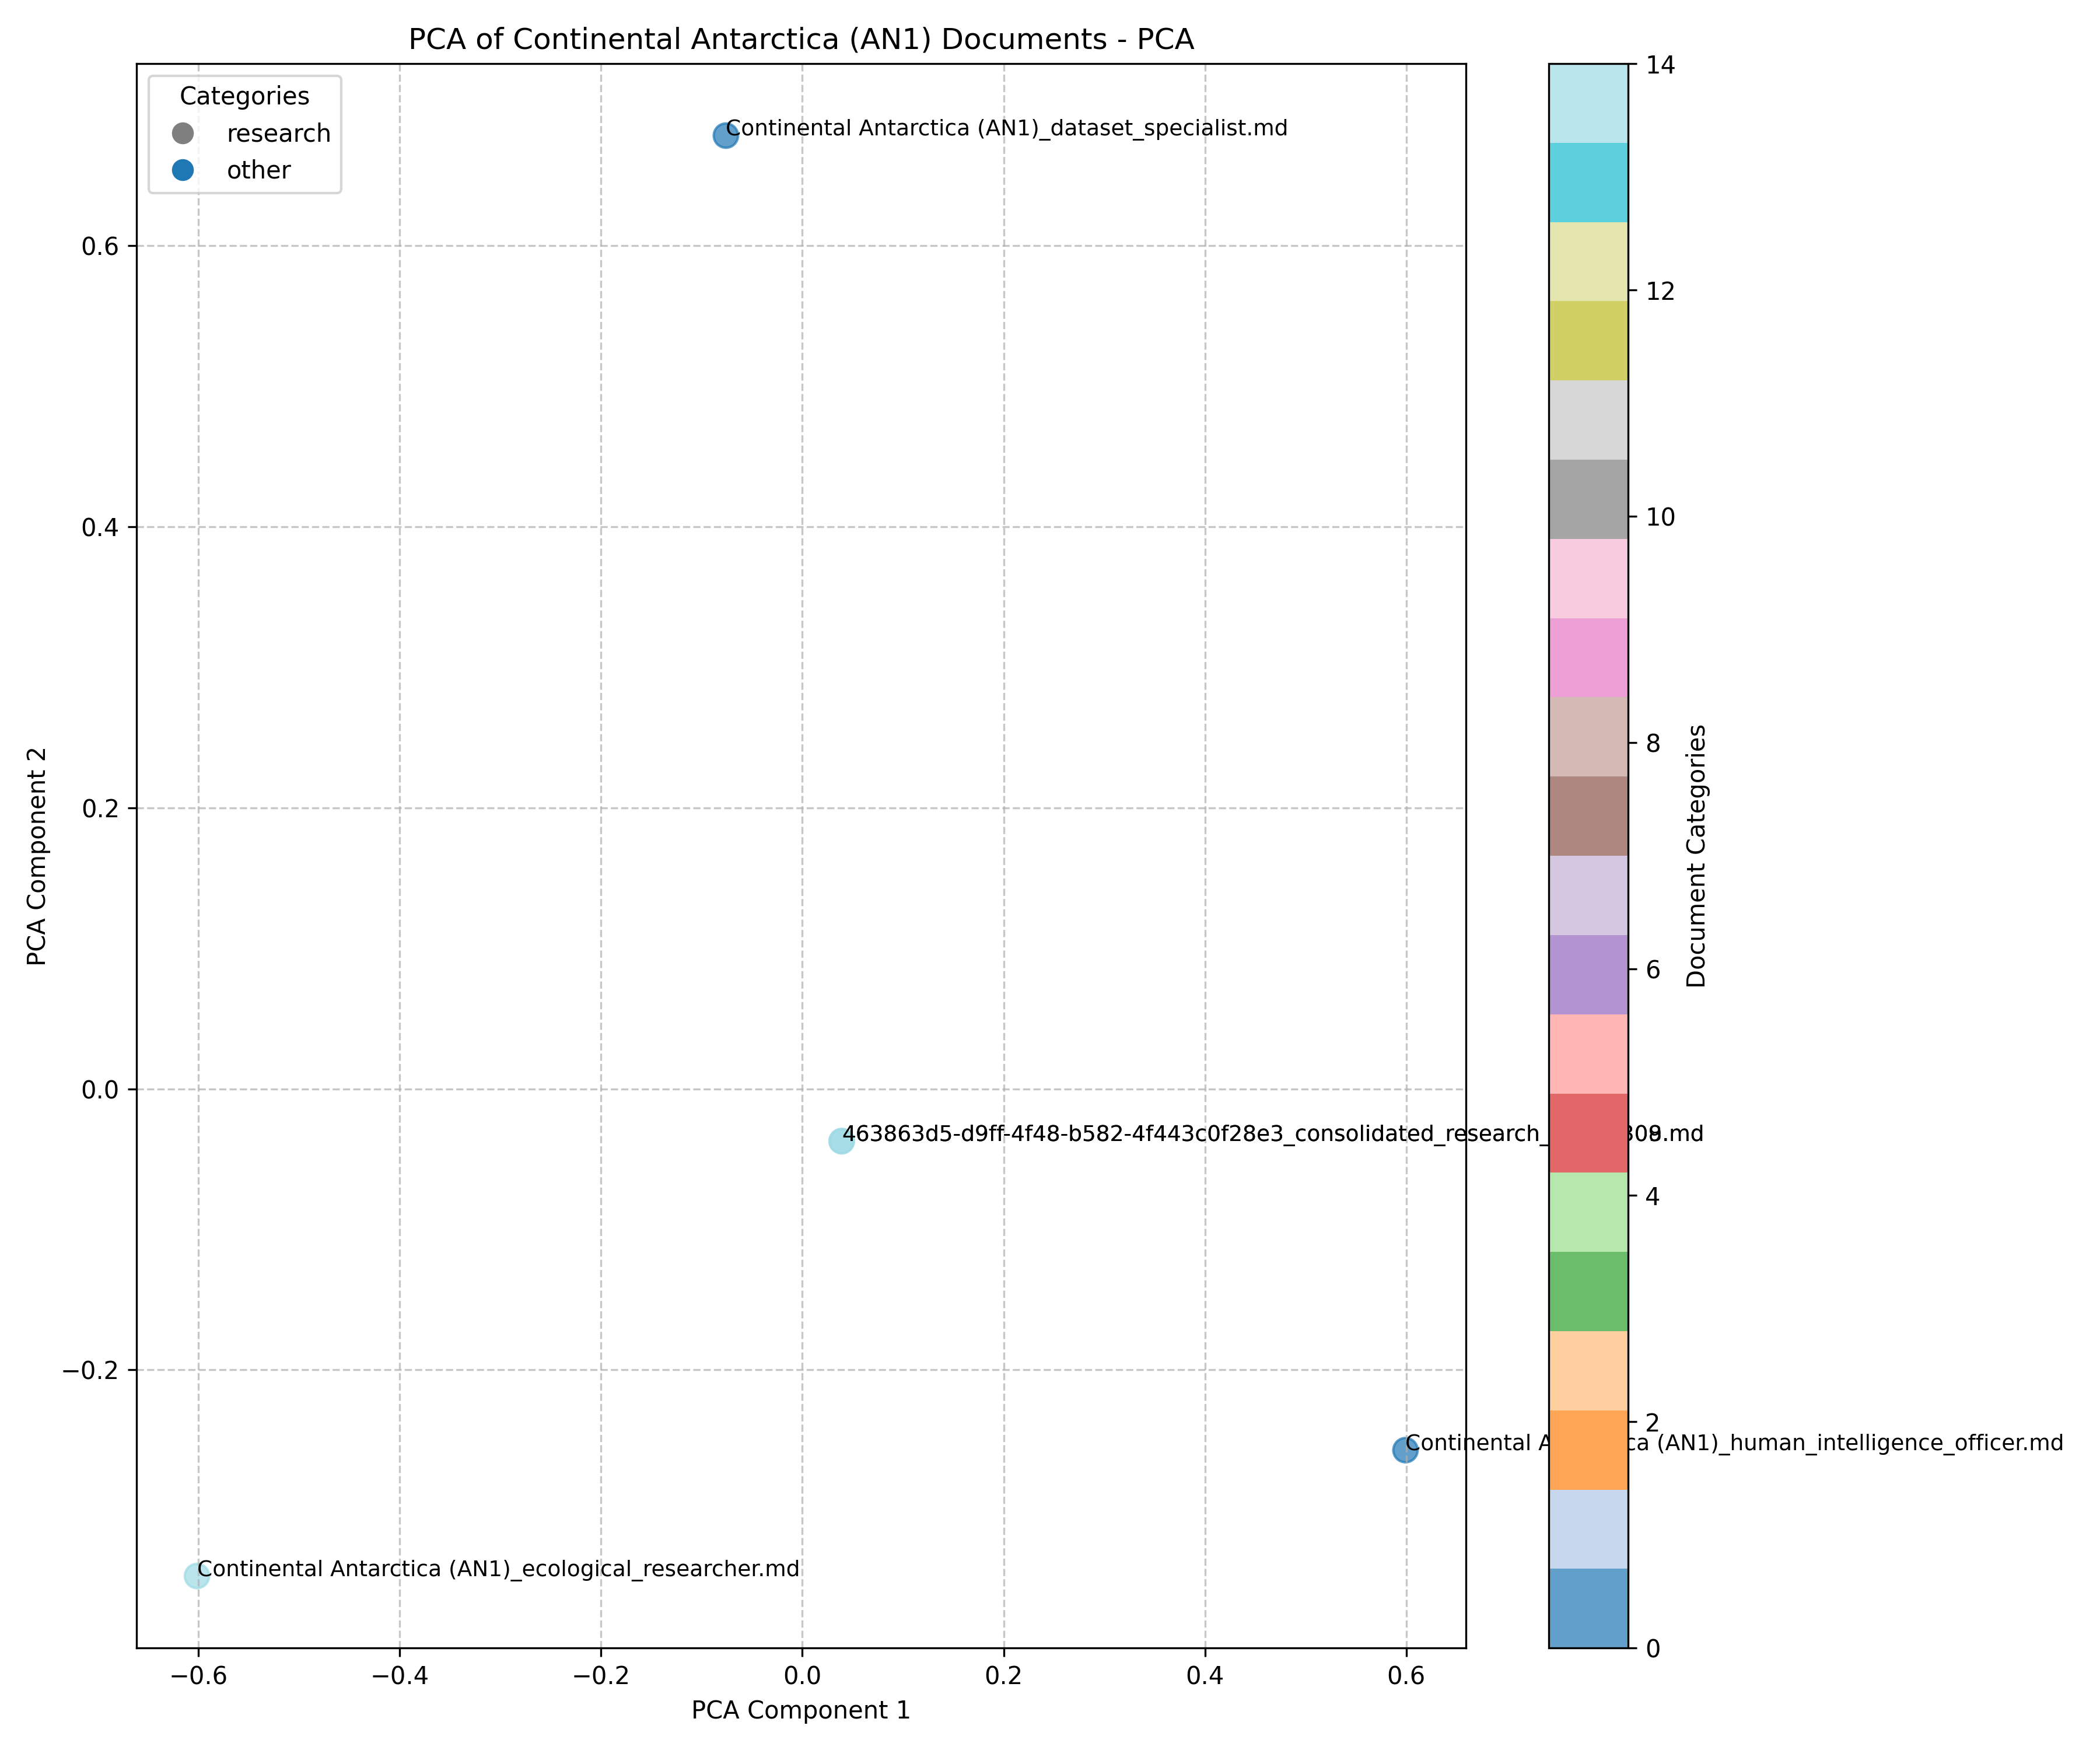 PCA of Continental Antarctica (AN1) Documents - PCA
Categories
research
other
Continental Antarctica (AN1)_dataset_specialist.md
463863d5-d9ff-4f48-b582-4f443c0f28e3_consolidated_research_
.md
Continental A
ca (AN1)_human_intelligence_officer.md
Continental Antarctica (AN1)_ecological_researcher.md
0.6
0.4
0.2
0.0
−0.2
PCA Component 2
−0.6
−0.4
−0.2
0.0
0.2
0.4
0.6
PCA Component 1
14
12
10
8
6
4
2
0
Document Categories